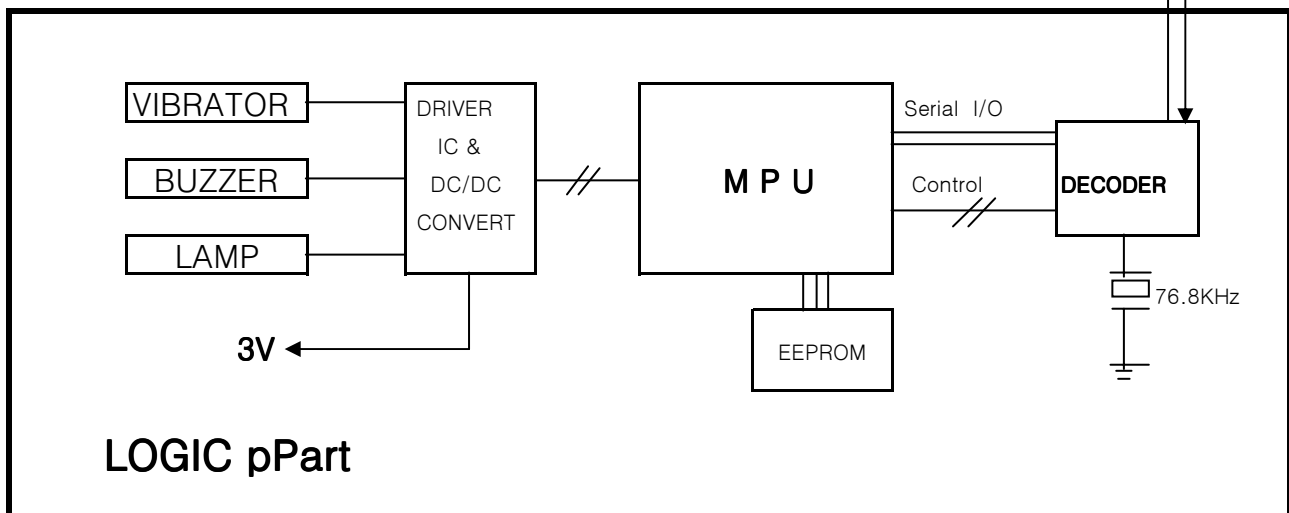 VIBRATOR
BUZZER
LAMP
DRIVER
IC &
DC/DC
CONVERT
3V
M P U
EEPROM
Serial I/O
Control
DECODER
76.8KHz
LOGIC pPart